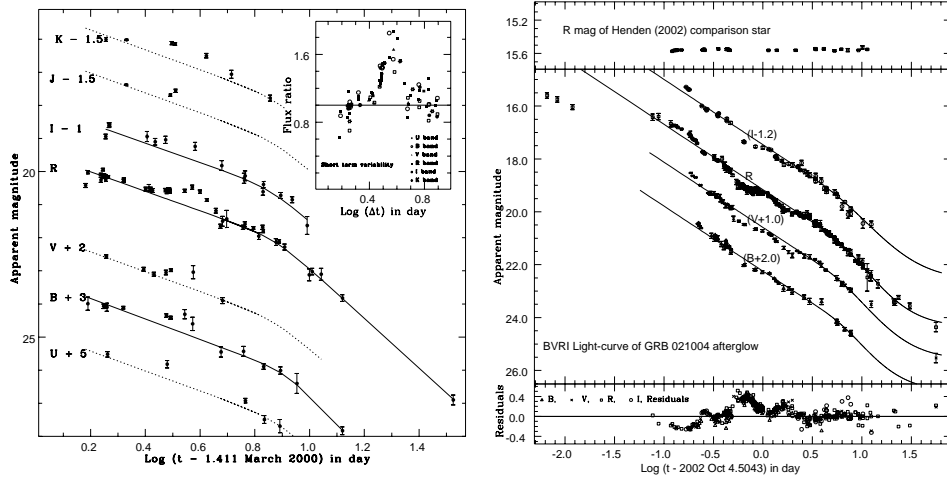 K - 1.5
J - 1.5
I - 1
R
V + 2
B + 3
U + 5
20
25
Apparent magnitude
0.2 0.4 0.6 0.8 1 1.2 1.4
Log (t - 1.411 March 2000) in day
2
1.6
1.2
0.8
0.4
Flux ratio
Short term variability
U band
B band
V band
R band
I band
K band
0 0.4 0.8
Log (Δt) in day
15.2
15.6
R mag of Henden (2002) comparison star
16.0
18.0
20.0
22.0
24.0
26.0
Apparent magnitude
(I-1.2)
R
(V+1.0)
(B+2.0)
BVRI Light-curve of GRB 021004 afterglow
B, V, R, I, Residuals
0.4
0.0
-0.4
Residuals
-2.0 -1.5 -1.0 -0.5 0.0 0.5 1.0 1.5
Log (t - 2002 Oct 4.5043) in day